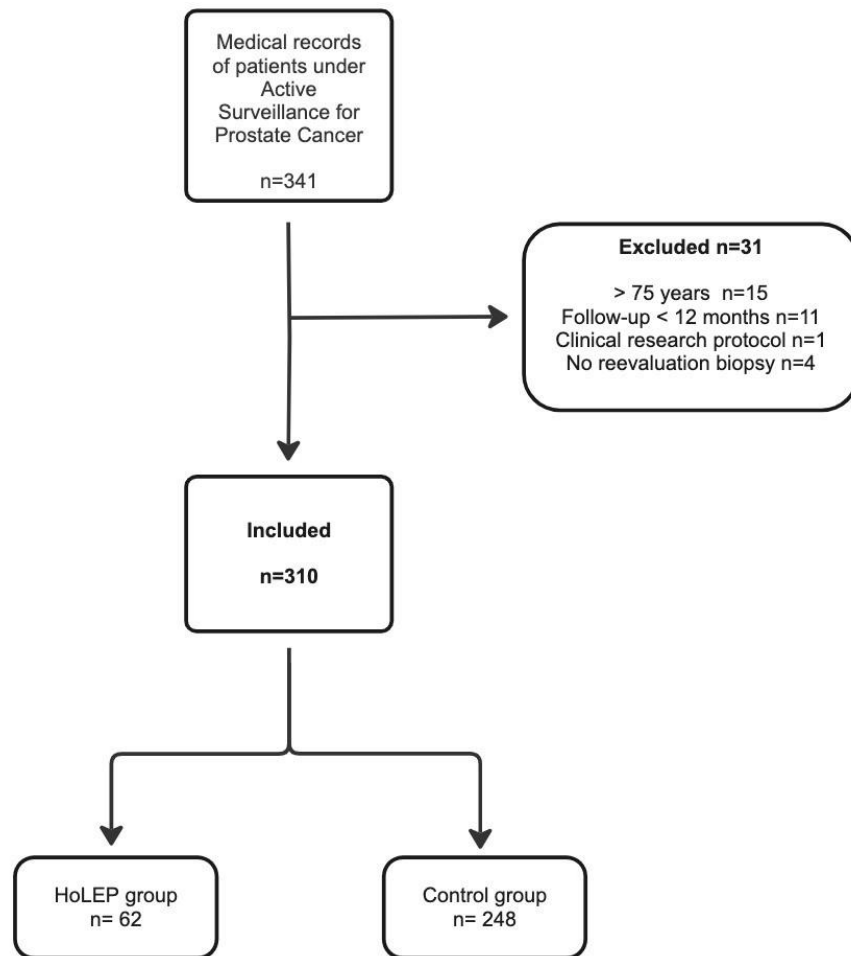 Medical records
of patients under
Active
Surveillance for
Prostate Cancer
n=341
Excluded n=31
> 75 years  n=15
Follow-up < 12 months n=11
Clinical research protocol n=1
No reevaluation biopsy n=4
Included
n=310
HoLEP group
n= 62
Control group
n= 248